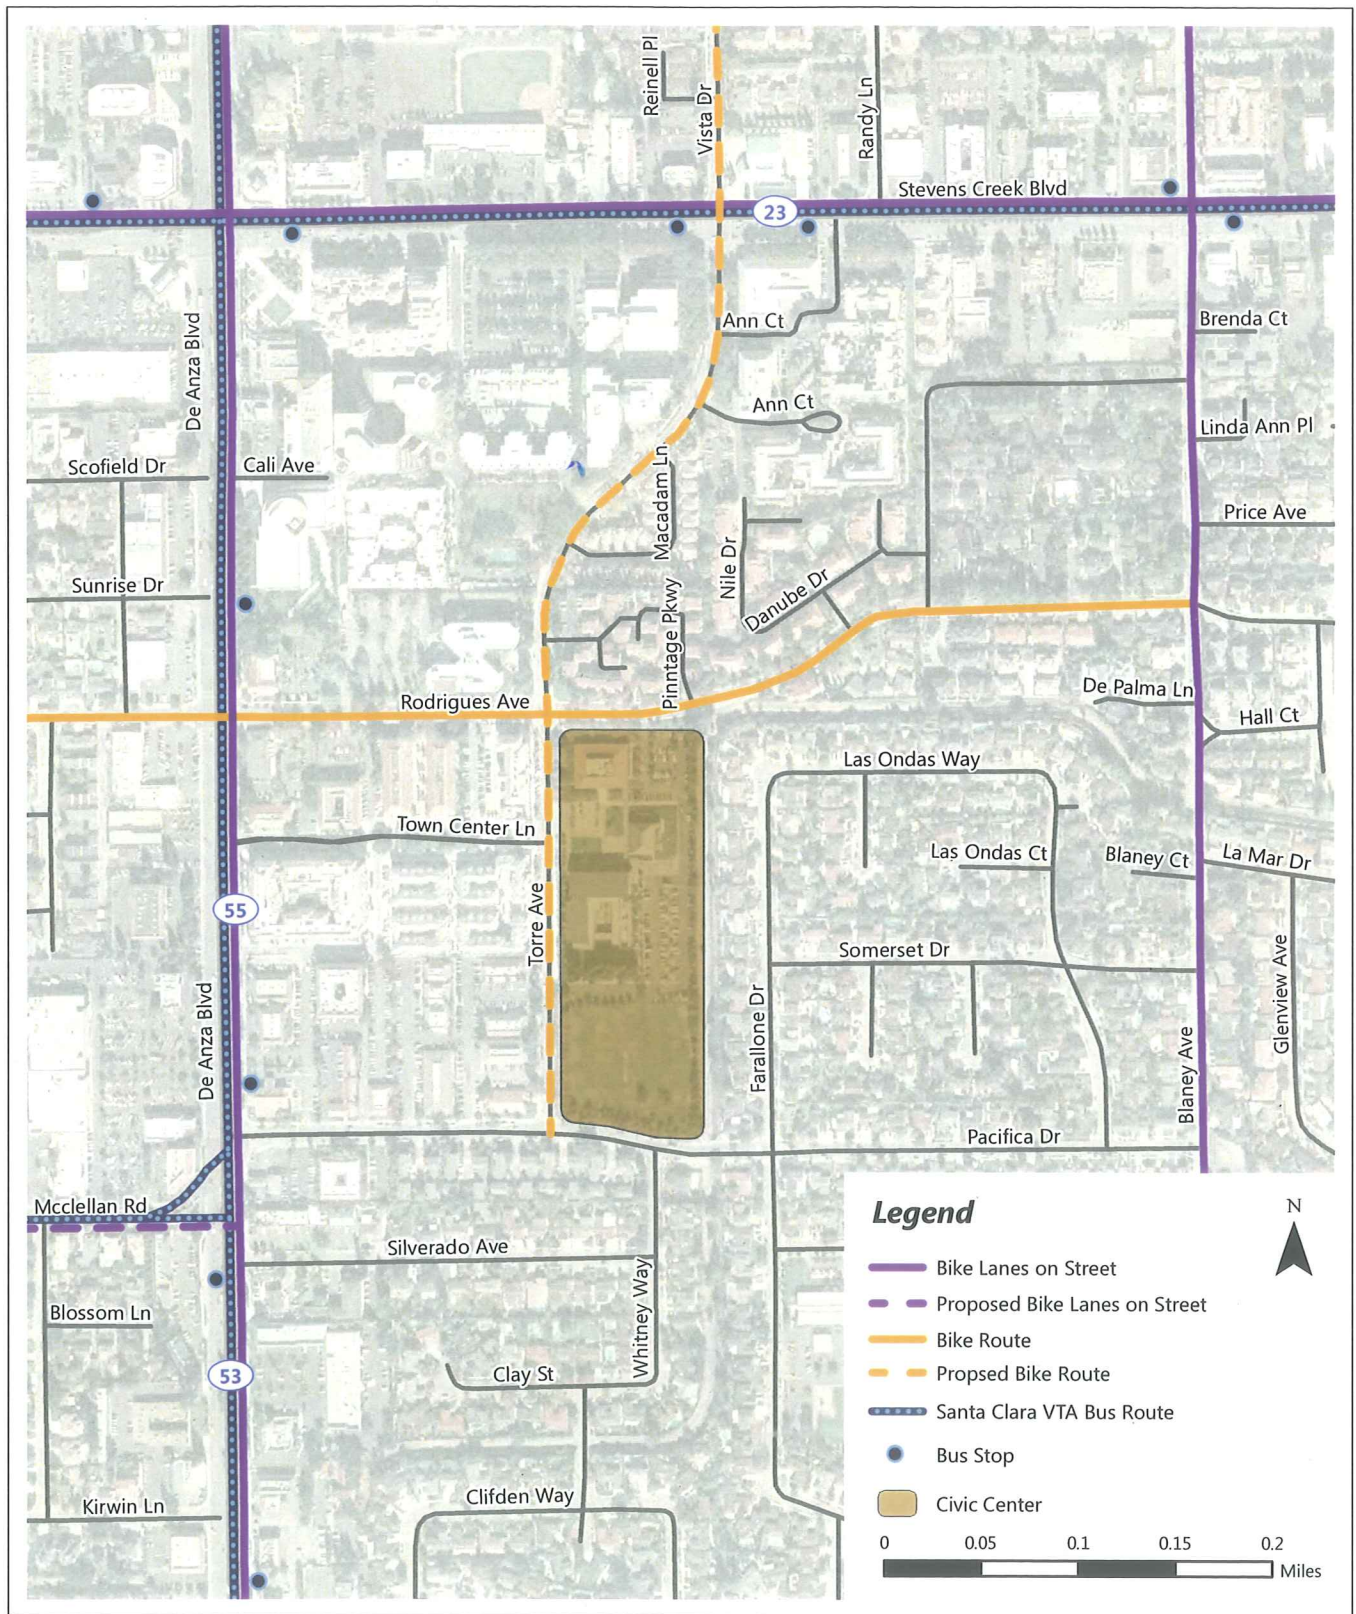 Reinell Pl
Vista Dr
Randy Ln
Stevens Creek Blvd
23
De Anza Blvd
Ann Ct
Brenda Ct
Ann Ct
Linda Ann Pl
Scofield Dr
Cali Ave
Macadam Ln
Price Ave
Nile Dr
Sunrise Dr
Danube Dr
Pinntage Pkwy
Rodrigues Ave
De Palma Ln
Hall Ct
Las Ondas Way
Town Center Ln
Las Ondas Ct
Blaney Ct
La Mar Dr
55
Torre Ave
Somerset Dr
De Anza Blvd
Farallone Dr
Glenview Ave
Blaney Ave
Pacifica Dr
Mcclellan Rd
Silverado Ave
Whitney Way
Blossom Ln
53
Clay St
Clifden Way
Kirwin Ln
Legend
N
Bike Lanes on Street
Proposed Bike Lanes on Street
Bike Route
Propsed Bike Route
Santa Clara VTA Bus Route
Bus Stop
Civic Center
0 0.05 0.1 0.15 0.2
Miles